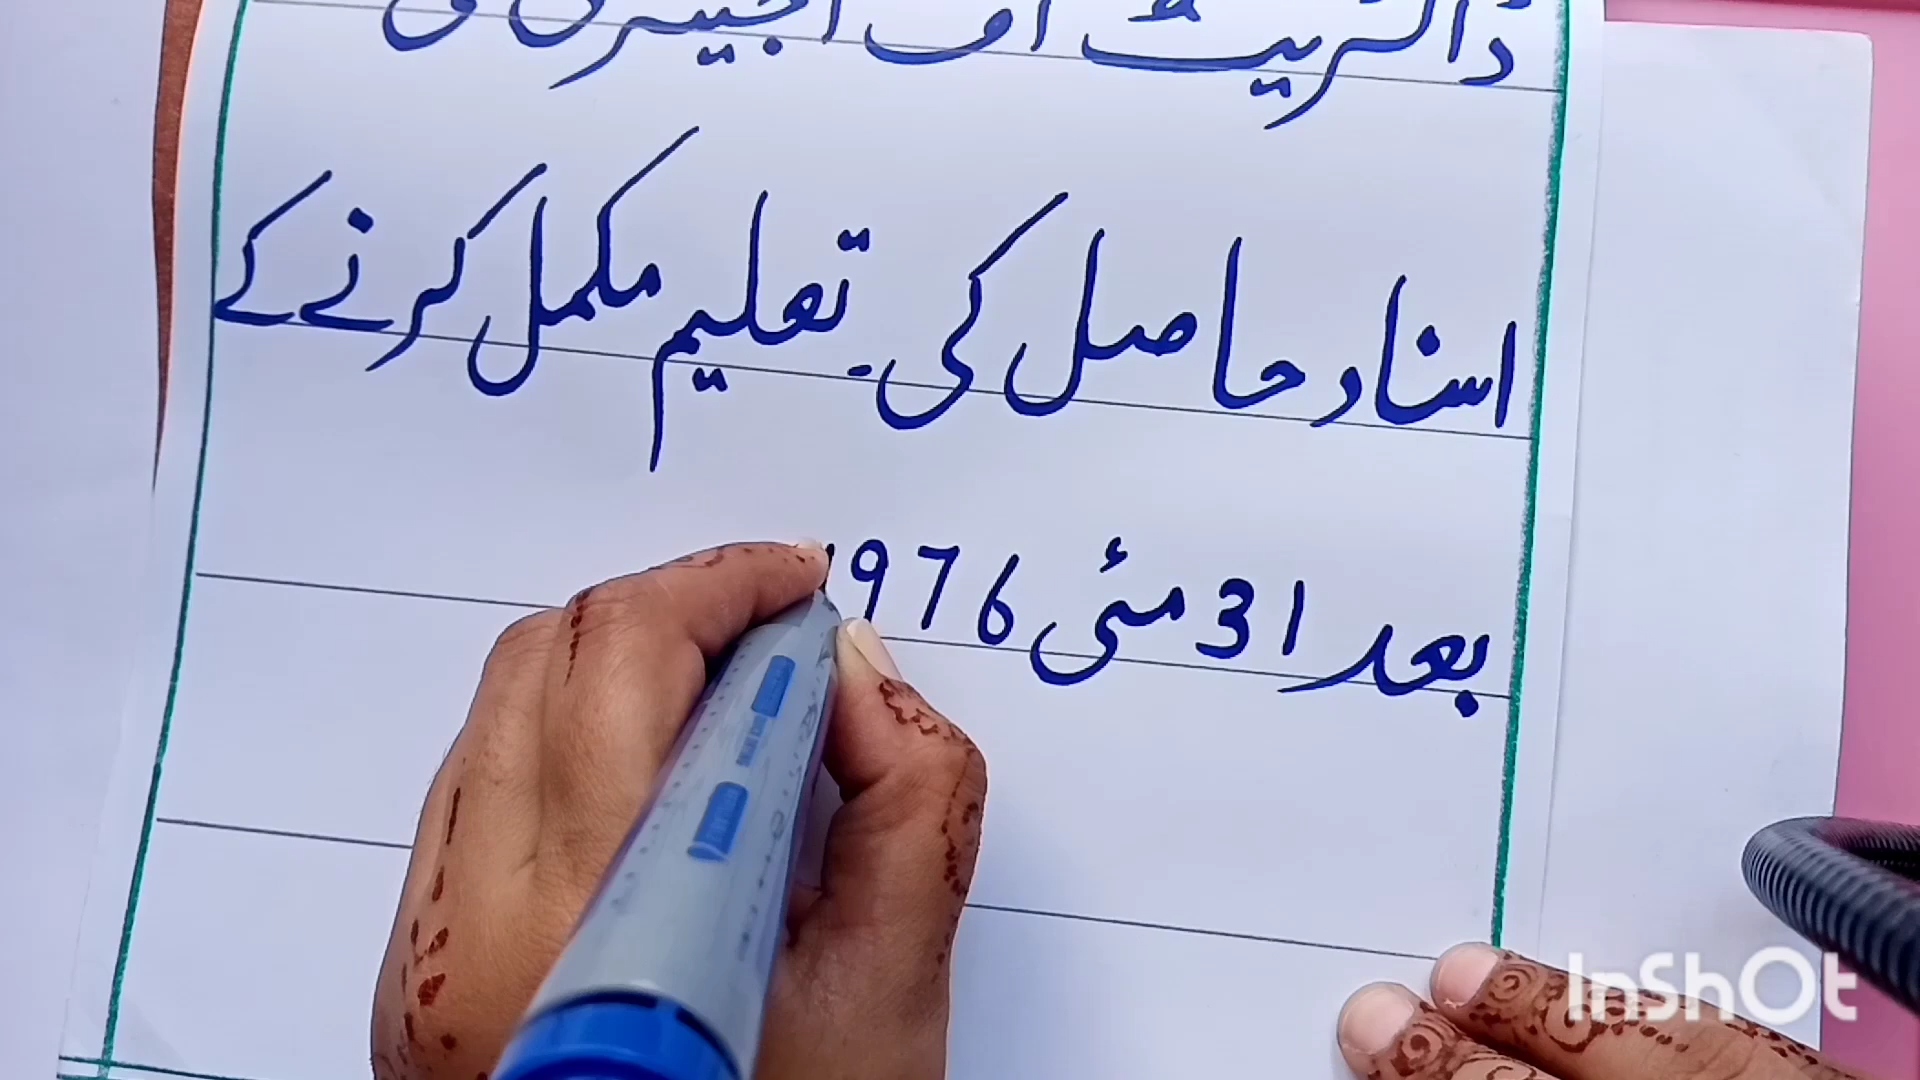 ڈاکٹریٹ آف انجینئرنگ کی
اسناد حاصل کی۔ تعلیم مکمل کرنے کے
بعد 31 مئی 1976
InShOt